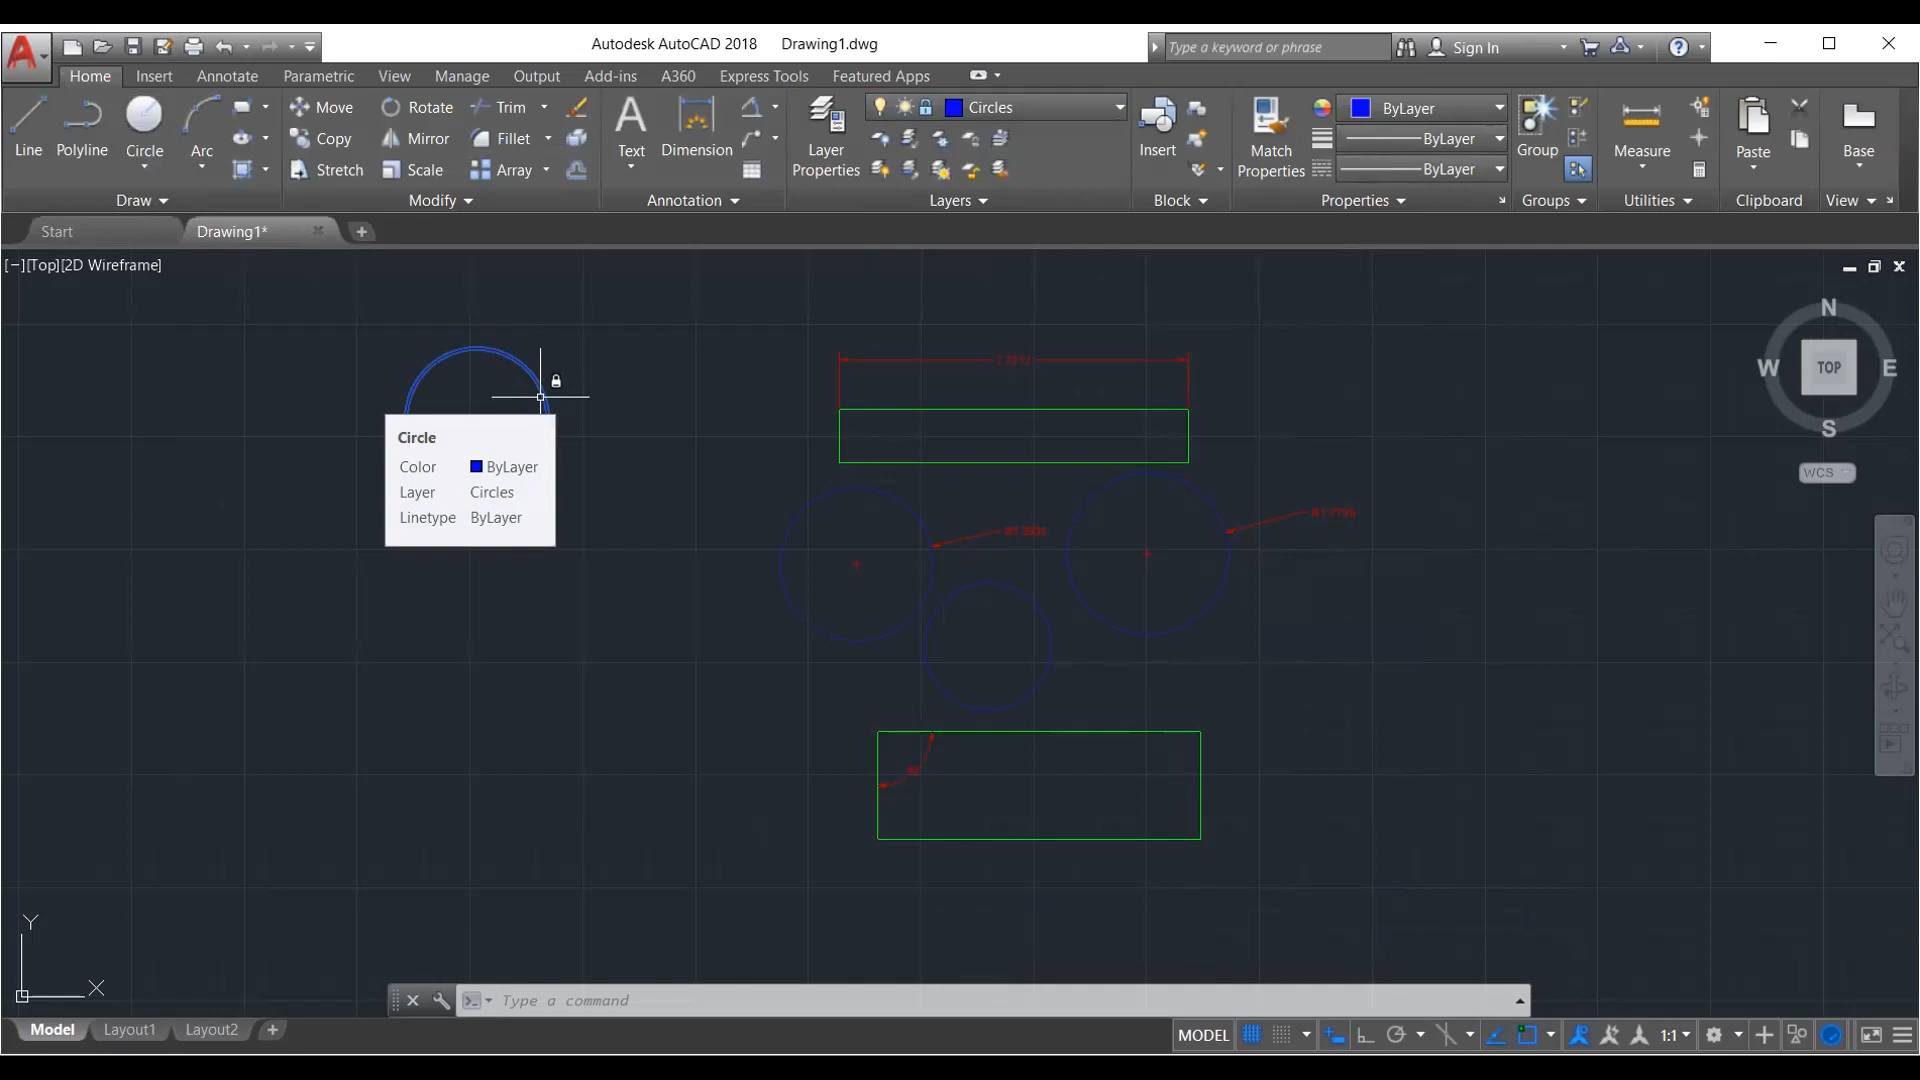 Autodesk AutoCAD 2018 Drawing1.dwg
Type a keyword or phrase
Sign In
Home Insert Annotate Parametric View Manage Output Add-ins A360 Express Tools Featured Apps
Line Polyline Circle Arc
Move Rotate Trim
Copy Mirror Fillet
Stretch Scale Array
Text Dimension
Layer Properties
Circles
Insert
Match Properties
ByLayer
ByLayer
ByLayer
Group
Measure
Paste
Base
Draw Modify Annotation Layers Block Properties Groups Utilities Clipboard View
Start Drawing1*
[−][Top][2D Wireframe]
N
W TOP E
S
WCS
Circle
Color ByLayer
Layer Circles
Linetype ByLayer
Y
X
Type a command
Model Layout1 Layout2
MODEL 1:1